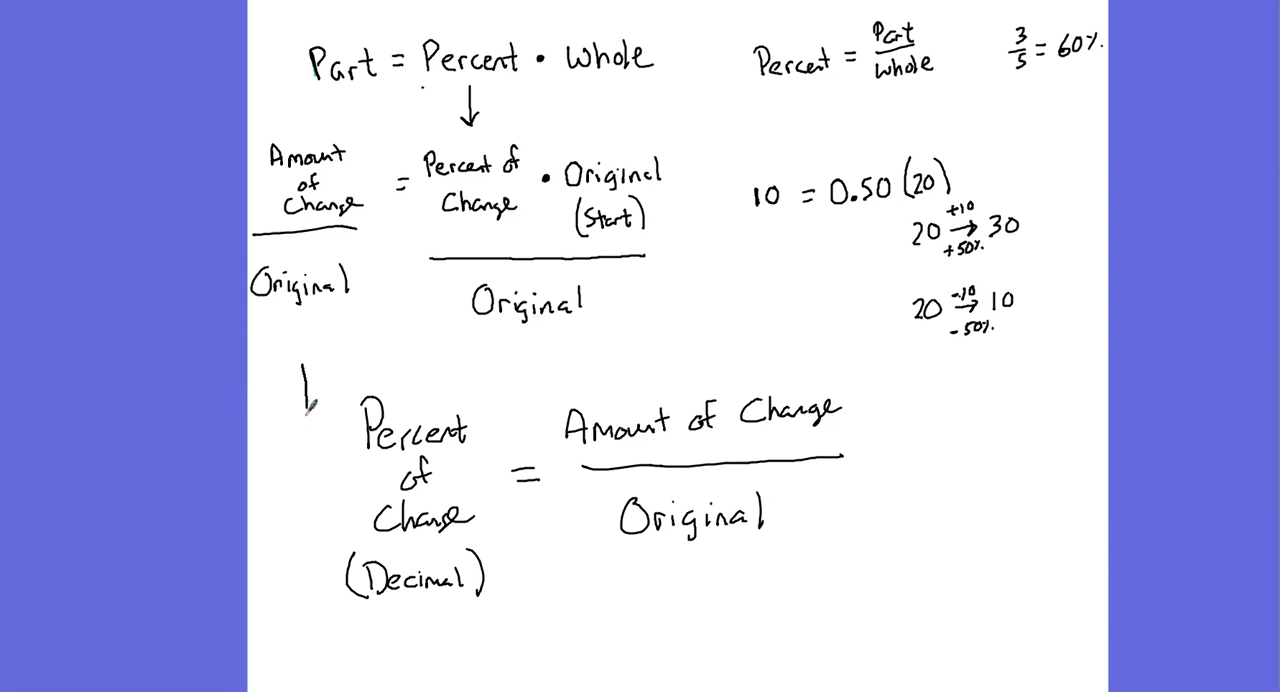 Part = Percent • Whole
Percent = Part / Whole
3/5 = 60%
Amount of Change / Original = Percent of Change • Original (Start) / Original
10 = 0.50 (20)
20 +10 → +50% 30
20 -10 → -50% 10
Percent of Change (Decimal) = Amount of Change / Original